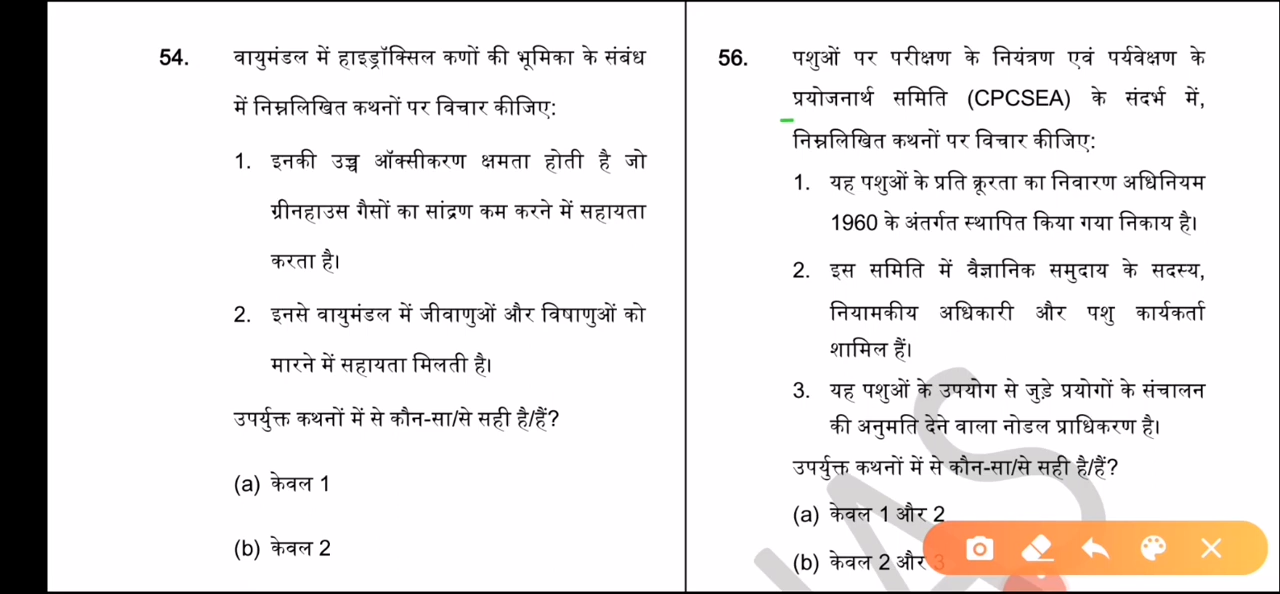 54. वायुमंडल में हाइड्रॉक्सिल कणों की भूमिका के संबंध
में निम्नलिखित कथनों पर विचार कीजिए:
1. इनकी उच्च ऑक्सीकरण क्षमता होती है जो
ग्रीनहाउस गैसों का सांद्रण कम करने में सहायता
करता है।
2. इनसे वायुमंडल में जीवाणुओं और विषाणुओं को
मारने में सहायता मिलती है।
उपर्युक्त कथनों में से कौन-सा/से सही है/हैं?
(a) केवल 1
(b) केवल 2
56. पशुओं पर परीक्षण के नियंत्रण एवं पर्यवेक्षण के
प्रयोजनार्थ समिति (CPCSEA) के संदर्भ में,
निम्नलिखित कथनों पर विचार कीजिए:
1. यह पशुओं के प्रति क्रूरता का निवारण अधिनियम
1960 के अंतर्गत स्थापित किया गया निकाय है।
2. इस समिति में वैज्ञानिक समुदाय के सदस्य,
नियामकीय अधिकारी और पशु कार्यकर्ता
शामिल हैं।
3. यह पशुओं के उपयोग से जुड़े प्रयोगों के संचालन
की अनुमति देने वाला नोडल प्राधिकरण है।
उपर्युक्त कथनों में से कौन-सा/से सही है/हैं?
(a) केवल 1 और 2
(b) केवल 2 और 3